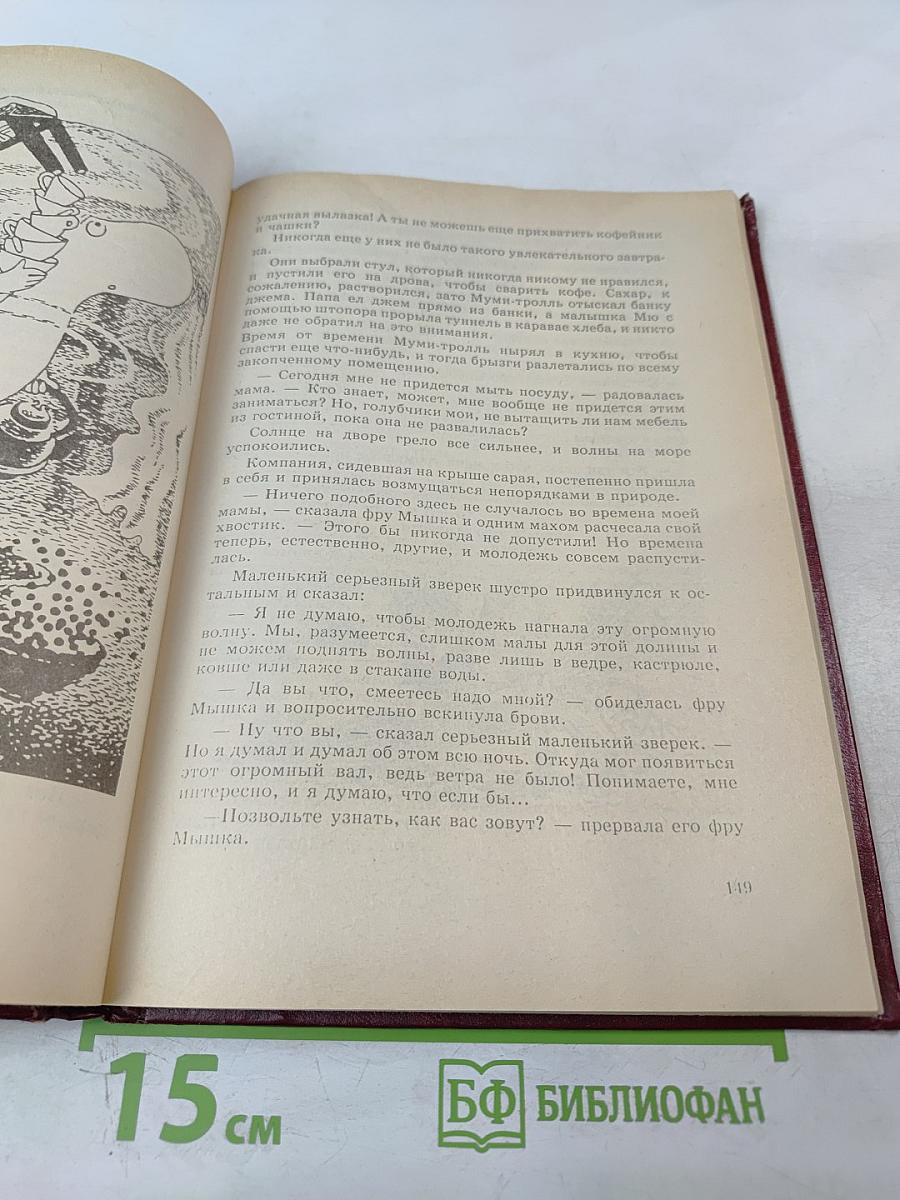 удачная вылазка! А ты не можешь еще прихватить кофейник
и чашки?
Никогда еще у них не было такого увлекательного завтра-
ка.
Они выбрали стул, который никогда никому не нравился,
и пустили его на дрова, чтобы сварить кофе. Сахар, к
сожалению, растворился, зато Муми-тролль отыскал банку
джема. Папа ел джем прямо из банки, а малышка Мю с
помощью штопора прорыла туннель в каравае хлеба, и никто
даже не обратил на это внимания.
Время от времени Муми-тролль нырял в кухню, чтобы
спасти еще что-нибудь, и тогда брызги разлетались по всему
закопченному помещению.
— Сегодня мне не придется мыть посуду, — радовалась
мама. — Кто знает, может, мне вообще не придется этим
заниматься? Но, голубчики мои, не вытащить ли нам мебель
из гостиной, пока она не развалилась?
Солнце на дворе грело все сильнее, и волны на море
успокоились.
Компания, сидевшая на крыше сарая, постепенно пришла
в себя и принялась возмущаться непорядками в природе.
— Ничего подобного здесь не случалось во времена моей
мамы, — сказала фру Мышка и одним махом расчесала свой
хвостик. — Этого бы никогда не допустили! Но времена
теперь, естественно, другие, и молодежь совсем распусти-
лась.
Маленький серьезный зверек шустро придвинулся к ос-
тальным и сказал:
— Я не думаю, чтобы молодежь нагнала эту огромную
волну. Мы, разумеется, слишком малы для этой долины и
не можем поднять волны, разве лишь в ведре, кастрюле,
ковше или даже в стакане воды.
— Да вы что, смеетесь надо мной? — обиделась фру
Мышка и вопросительно вскинула брови.
— Ну что вы, — сказал серьезный маленький зверек. —
Но я думал и думал об этом всю ночь. Откуда мог появиться
этот огромный вал, ведь ветра не было! Понимаете, мне
интересно, и я думаю, что если бы...
—Позвольте узнать, как вас зовут? — прервала его фру
Мышка.
149
15 см
БФ БИБЛИОФАН